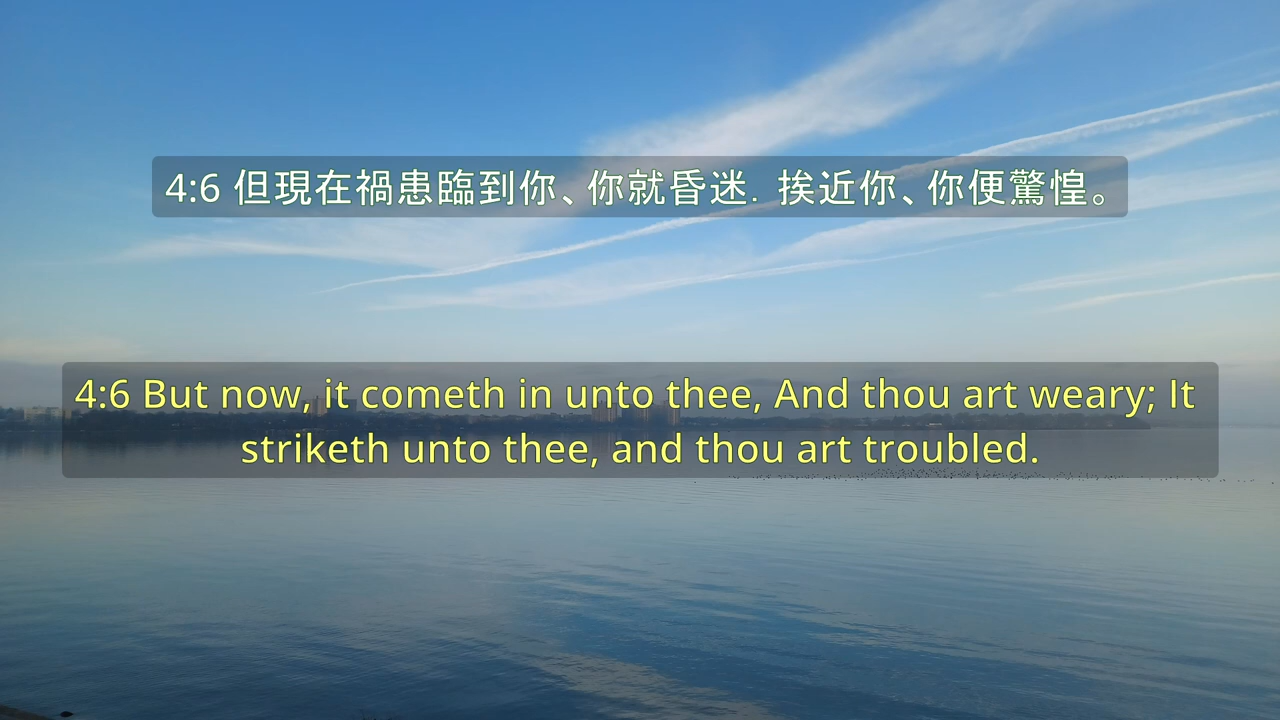 4:6 但現在禍患臨到你、你就昏迷．挨近你、你便驚惶。
4:6 But now, it cometh in unto thee, And thou art weary; It
striketh unto thee, and thou art troubled.